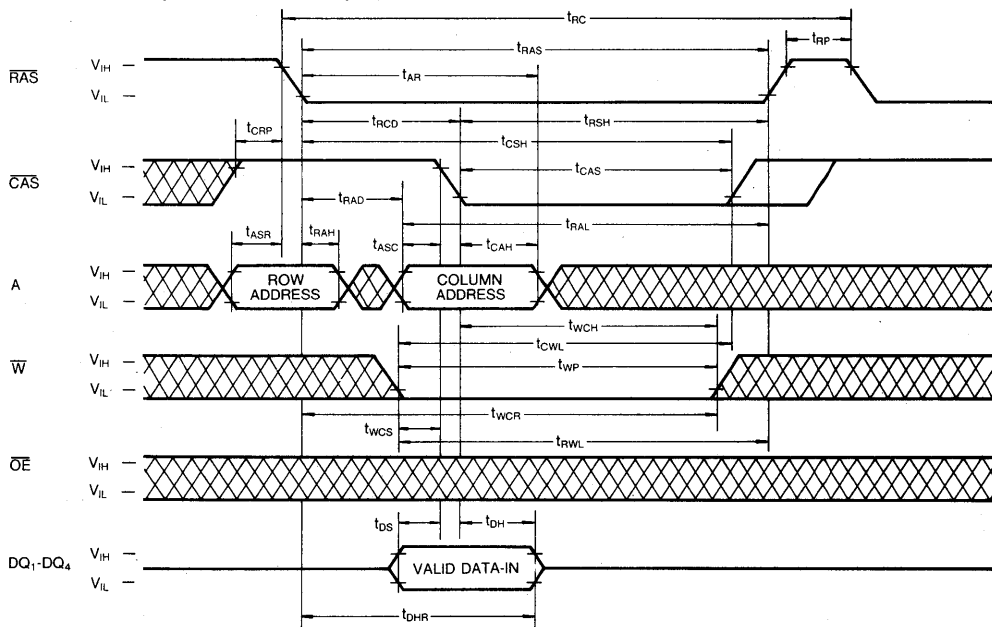 tRC
tRAS
tRP
tAR
RAS
VIH
VIL
tRCD
tRSH
tCRP
tCSH
CAS
VIH
VIL
tCAS
tRAD
tRAL
tASR
tRAH
tASC
tCAH
A
VIH
VIL
ROW
ADDRESS
COLUMN
ADDRESS
tWCH
tCWL
W
VIH
VIL
tWP
tWCR
tWCS
tRWL
OE
VIH
VIL
tDS
tDH
DQ1-DQ4
VIH
VIL
VALID DATA-IN
tDHR